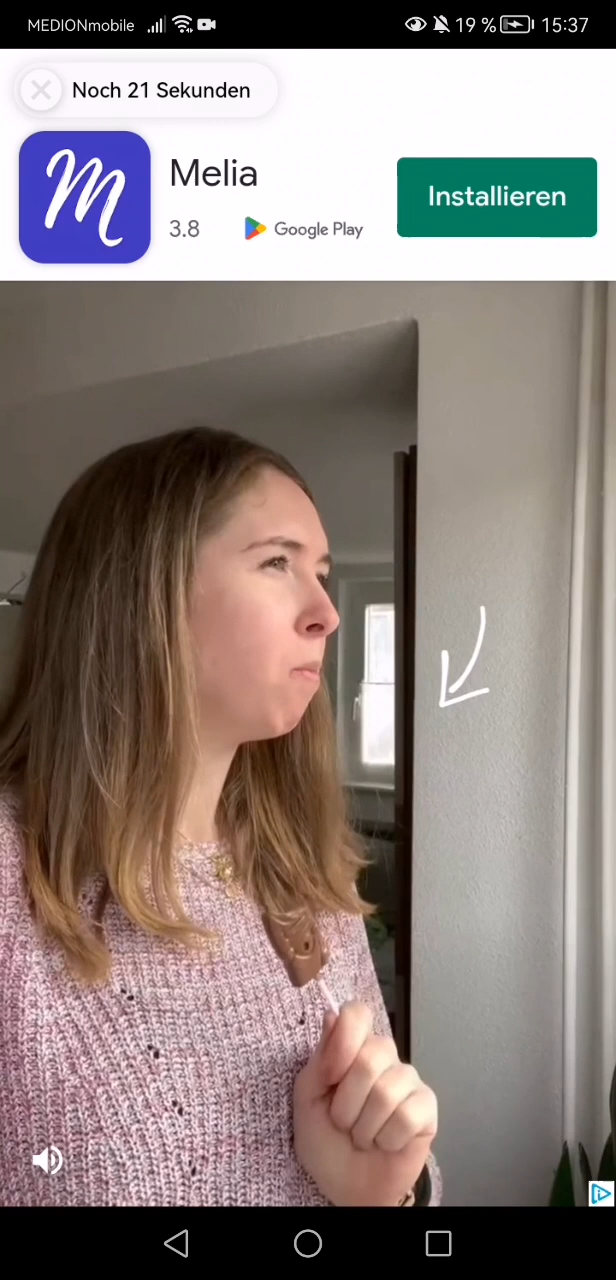 MEDIONmobile 19 % 15:37
Noch 21 Sekunden
M
Melia
3.8 Google Play
Installieren